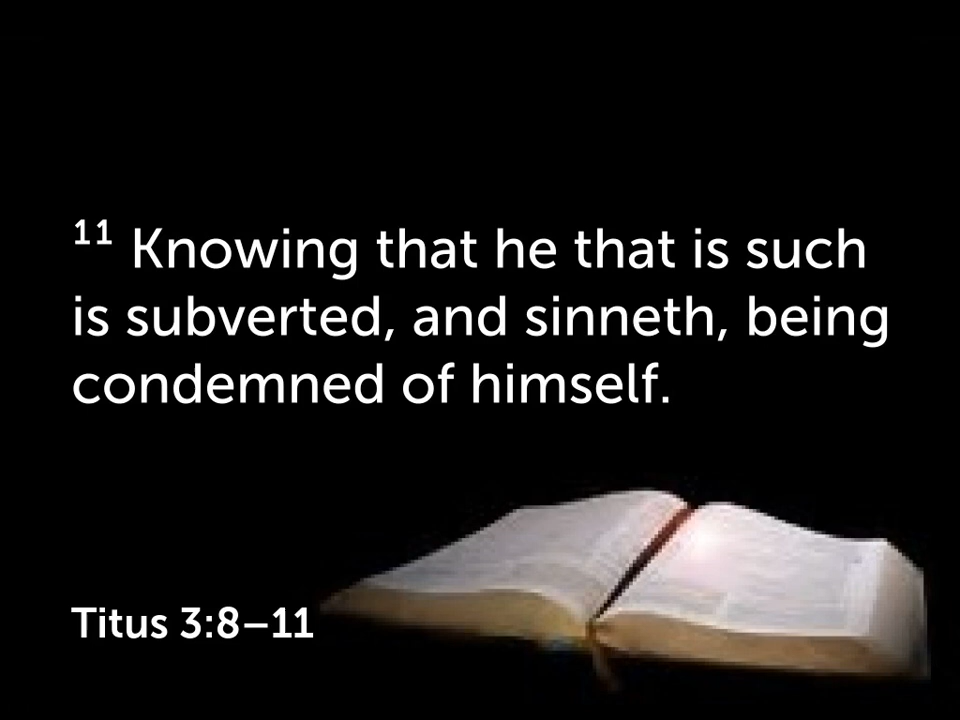 ¹¹ Knowing that he that is such
is subverted, and sinneth, being
condemned of himself.
Titus 3:8–11